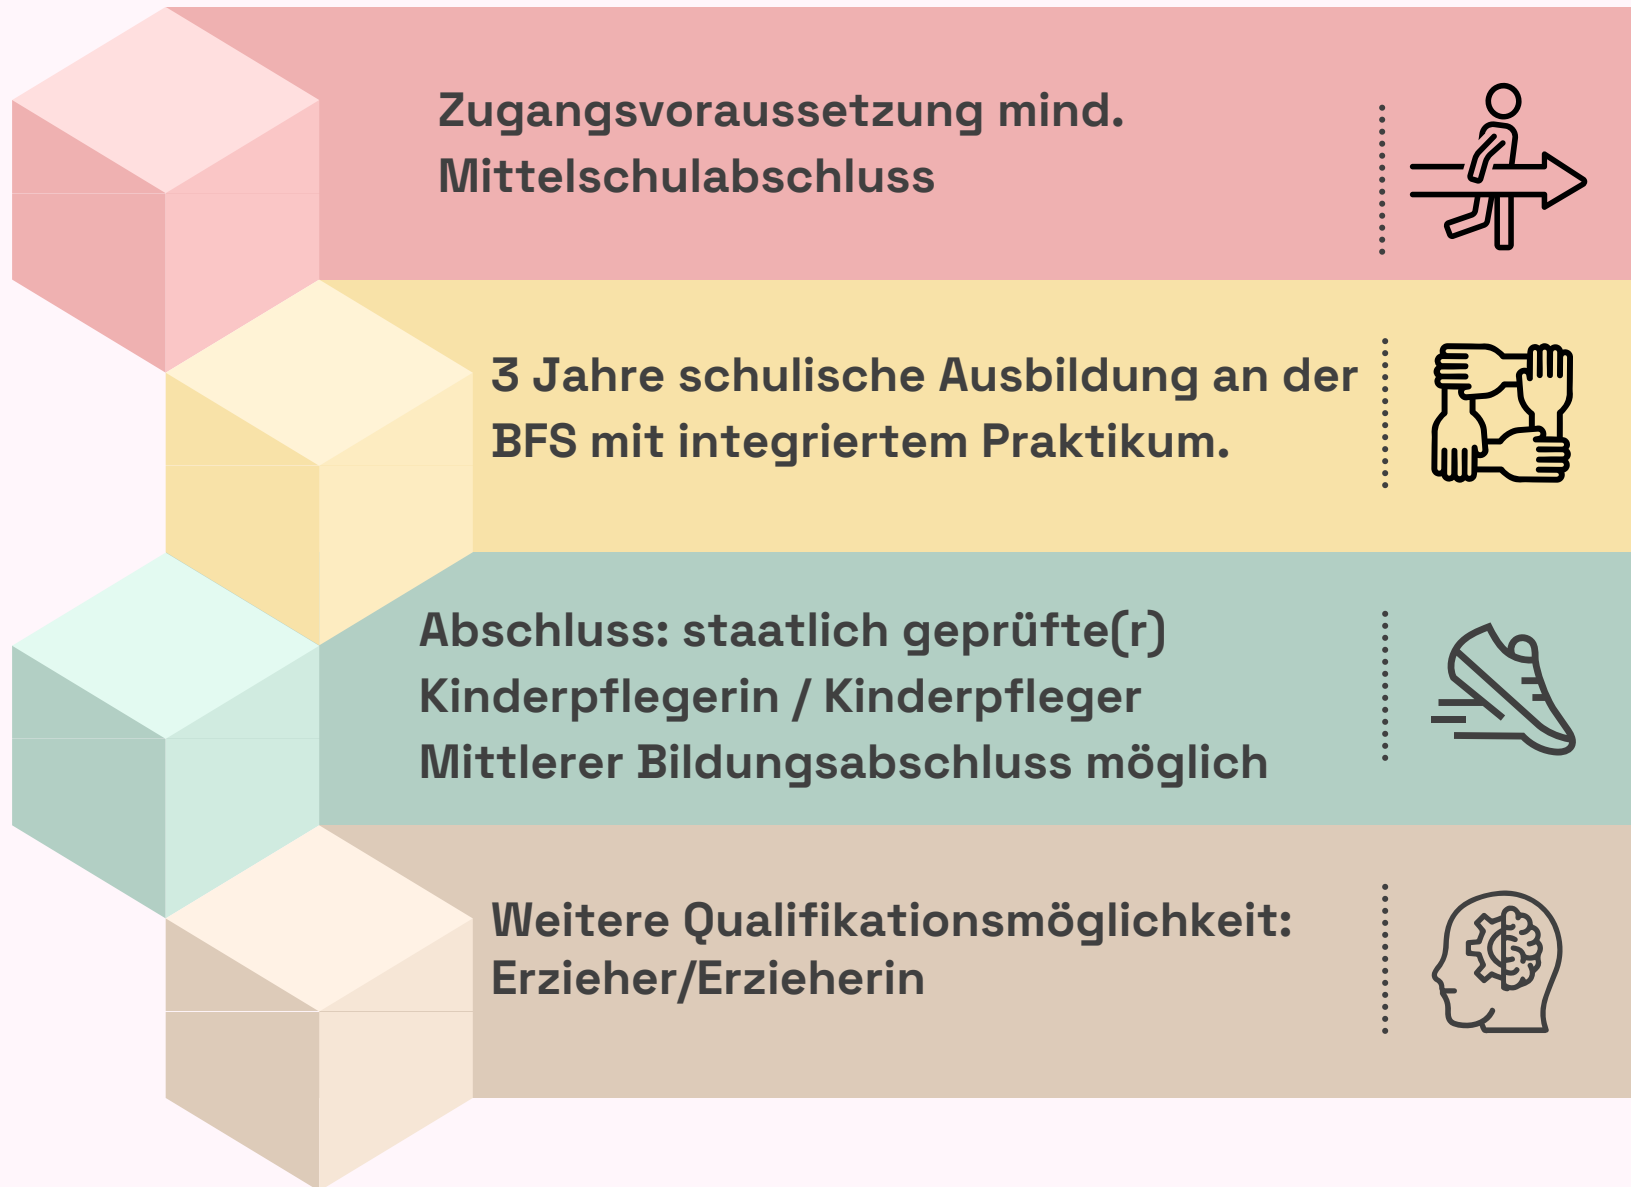 Zugangsvoraussetzung mind.
Mittelschulabschluss
3 Jahre schulische Ausbildung an der
BFS mit integriertem Praktikum.
Abschluss: staatlich geprüfte(r)
Kinderpflegerin / Kinderpfleger
Mittlerer Bildungsabschluss möglich
Weitere Qualifikationsmöglichkeit:
Erzieher/Erzieherin